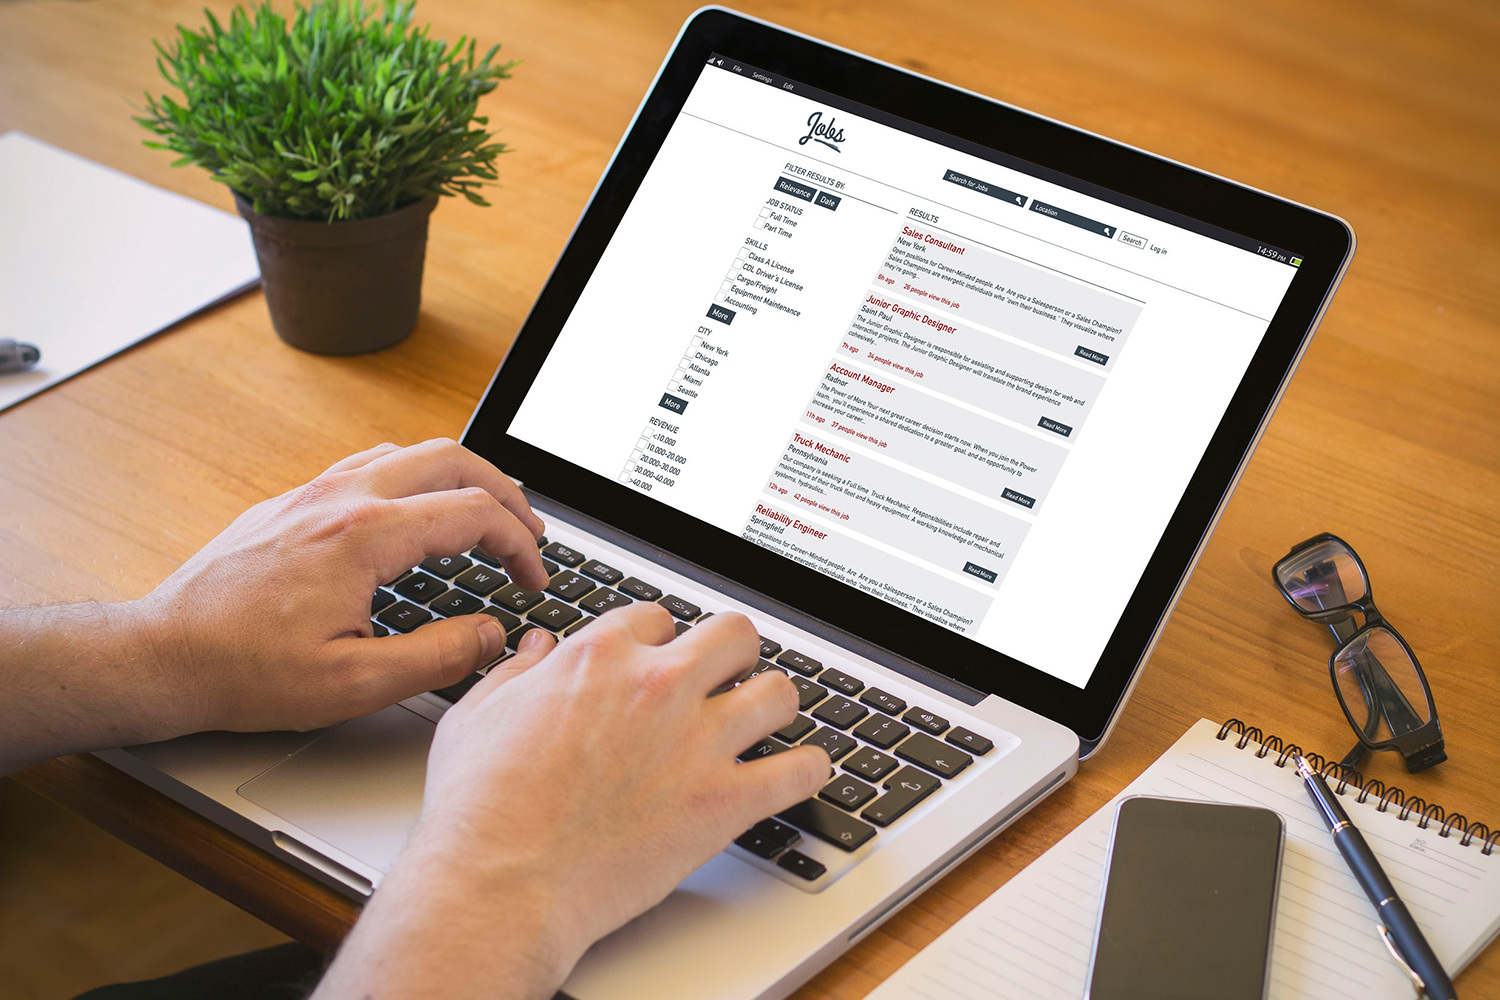 File Settings Edit
14:59 PM
Jobs
Search for Jobs
Location
Search
Log in
FILTER RESULTS BY:
Relevance
Date
JOB STATUS
Full Time
Part Time
SKILLS
Class A License
CDL Driver's License
Cargo/Freight
Equipment Maintenance
Accounting
More
CITY
New York
Chicago
Atlanta
Miami
Seattle
More
REVENUE
<10.000
10.000-20.000
20.000-30.000
30.000-40.000
>40.000
RESULTS
Sales Consultant
New York
Open positions for Career-Minded people. Are Are you a Salesperson or a Sales Champion?
Sales Champions are energetic individuals who "own their business." They visualize where
they're going...
6h ago 26 people view this job
Read More
Junior Graphic Designer
Saint Paul
The Junior Graphic Designer is responsible for assisting and supporting design for web and
interactive projects. The Junior Graphic Designer will translate the brand experience
cohesively...
7h ago 34 people view this job
Read More
Account Manager
Radnor
The Power of More Your next great career decision starts now. When you join the Power
team, you'll experience a shared dedication to a greater goal, and an opportunity to
increase your career...
11h ago 37 people view this job
Read More
Truck Mechanic
Pennsylvania
Our company is seeking a Full time Truck Mechanic. Responsibilities include repair and
maintenance of their truck fleet and heavy equipment. A working knowledge of mechanical
systems, hydraulics...
12h ago 42 people view this job
Read More
Reliability Engineer
Springfield
Open positions for Career-Minded people. Are Are you a Salesperson or a Sales Champion?
Sales Champions are energetic individuals who "own their business." They visualize where
Q W € R
A S
Z
$ 4 % 5
Ñ
Ç